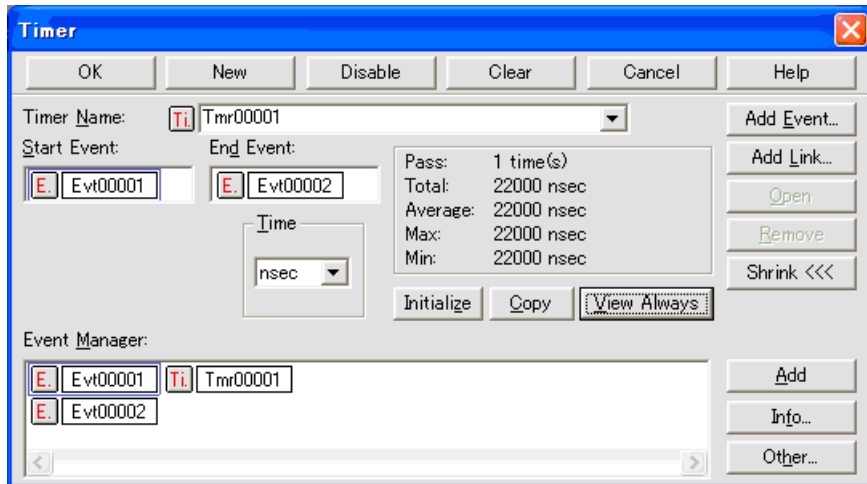 Timer
OK New Disable Clear Cancel Help
Timer Name: Ti. Tmr00001 Add Event...
Start Event: End Event: Add Link...
E. Evt00001 E. Evt00002
Pass: 1 time(s)
Total: 22000 nsec
Average: 22000 nsec
Max: 22000 nsec
Min: 22000 nsec
Open
Remove
Shrink <<<
Time
nsec
Initialize Copy View Always
Event Manager:
E. Evt00001 Ti. Tmr00001
E. Evt00002
Add
Info...
Other...